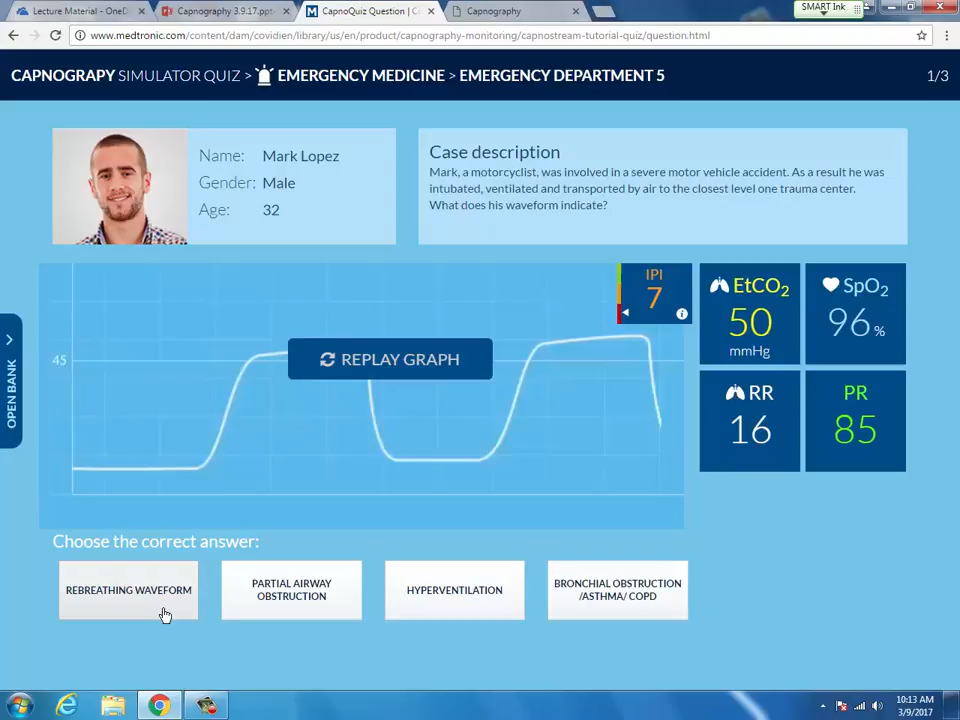 Lecture Material - OneD
Capnography 3.9.17.ppt
CapnoQuiz Question | C
Capnography
SMART Ink
www.medtronic.com/content/dam/covidien/library/us/en/product/capnography-monitoring/capnostream-tutorial-quiz/question.html
CAPNOGRAPY SIMULATOR QUIZ > EMERGENCY MEDICINE > EMERGENCY DEPARTMENT 5
1/3
Name: Mark Lopez
Gender: Male
Age: 32
Case description
Mark, a motorcyclist, was involved in a severe motor vehicle accident. As a result he was
intubated, ventilated and transported by air to the closest level one trauma center.
What does his waveform indicate?
IPI
7
EtCO₂
50
mmHg
SpO₂
96 %
45
REPLAY GRAPH
OPEN BANK
RR
16
PR
85
Choose the correct answer:
REBREATHING WAVEFORM
PARTIAL AIRWAY
OBSTRUCTION
HYPERVENTILATION
BRONCHIAL OBSTRUCTION
/ASTHMA/ COPD
10:13 AM
3/9/2017